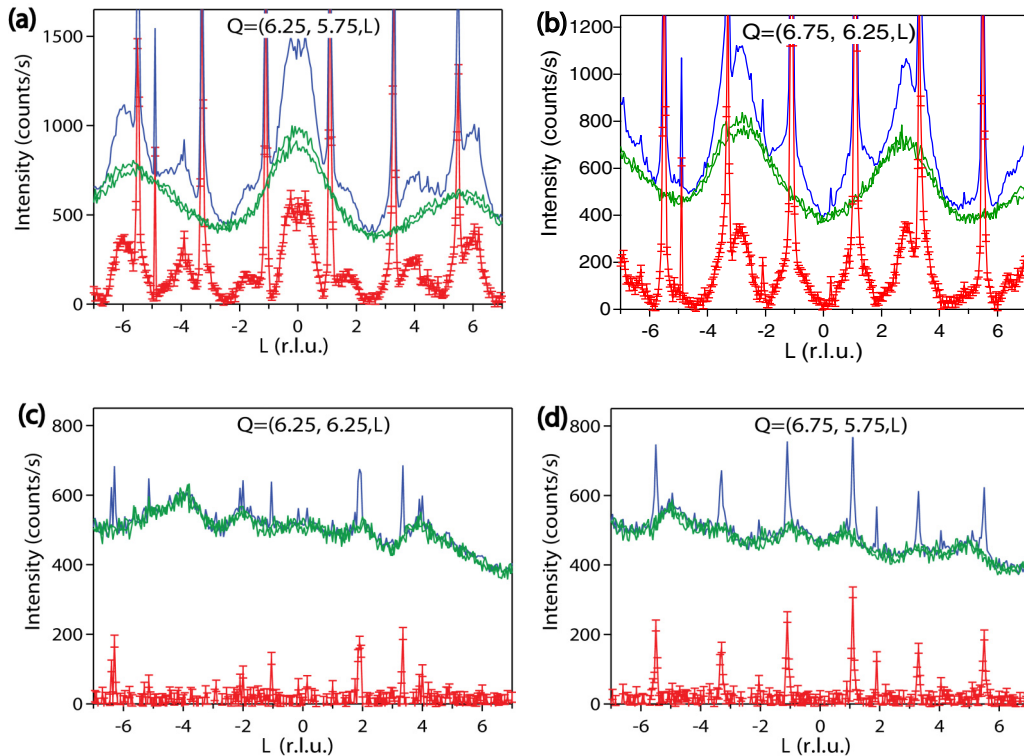 (a)
Q=(6.25, 5.75,L)
Intensity (counts/s)
1500
1000
500
0
-6 -4 -2 0 2 4 6
L (r.l.u.)
(b)
Q=(6.75, 6.25,L)
Intensity (counts/s)
1200
1000
800
600
400
200
0
-6 -4 -2 0 2 4 6
L (r.l.u.)
(c)
Q=(6.25, 6.25,L)
Intensity (counts/s)
800
600
400
200
0
-6 -4 -2 0 2 4 6
L (r.l.u.)
(d)
Q=(6.75, 5.75,L)
Intensity (counts/s)
800
600
400
200
0
-6 -4 -2 0 2 4 6
L (r.l.u.)